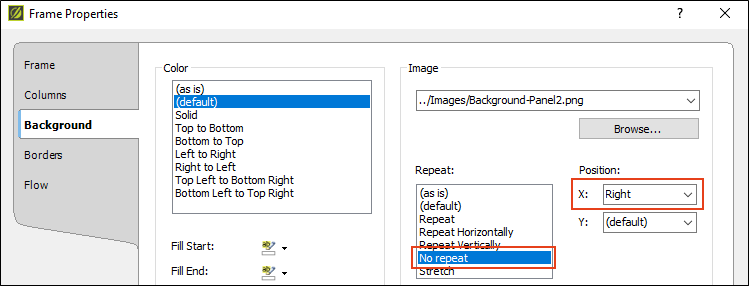 Frame Properties
?
Frame
Columns
Background
Borders
Flow
Color
(as is)
(default)
Solid
Top to Bottom
Bottom to Top
Left to Right
Right to Left
Top Left to Bottom Right
Bottom Left to Top Right
Fill Start:
Fill End:
Image
../Images/Background-Panel2.png
Browse...
Repeat:
(as is)
(default)
Repeat
Repeat Horizontally
Repeat Vertically
No repeat
Stretch
Position:
X: Right
Y: (default)